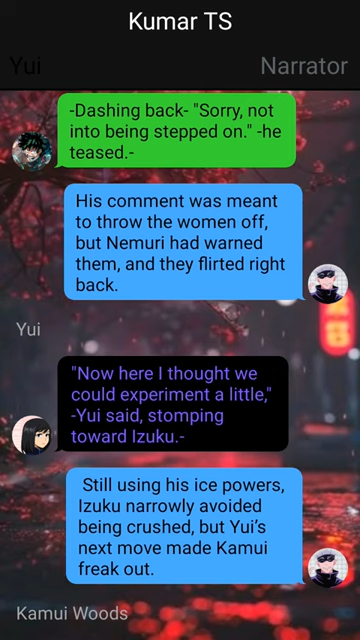 Kumar TS
Yui
Narrator
-Dashing back- "Sorry, not
into being stepped on." -he
teased.-
His comment was meant
to throw the women off,
but Nemuri had warned
them, and they flirted right
back.
Yui
"Now here I thought we
could experiment a little,"
-Yui said, stomping
toward Izuku.-
Still using his ice powers,
Izuku narrowly avoided
being crushed, but Yui’s
next move made Kamui
freak out.
Kamui Woods